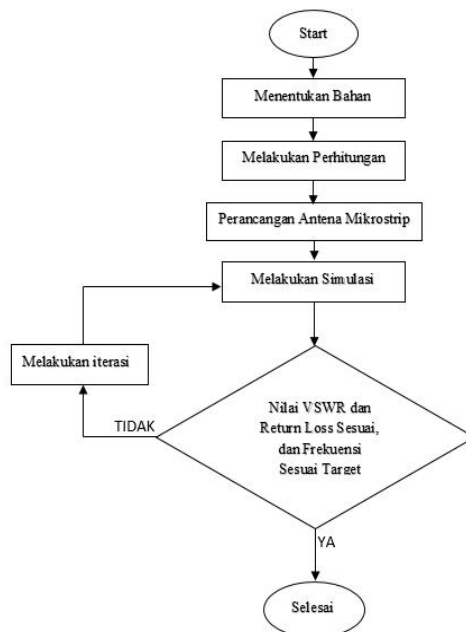 Start
Menentukan Bahan
Melakukan Perhitungan
Perancangan Antena Mikrostrip
Melakukan Simulasi
Melakukan iterasi
TIDAK
Nilai VSWR dan
Return Loss Sesuai,
dan Frekuensi
Sesuai Target
YA
Selesai